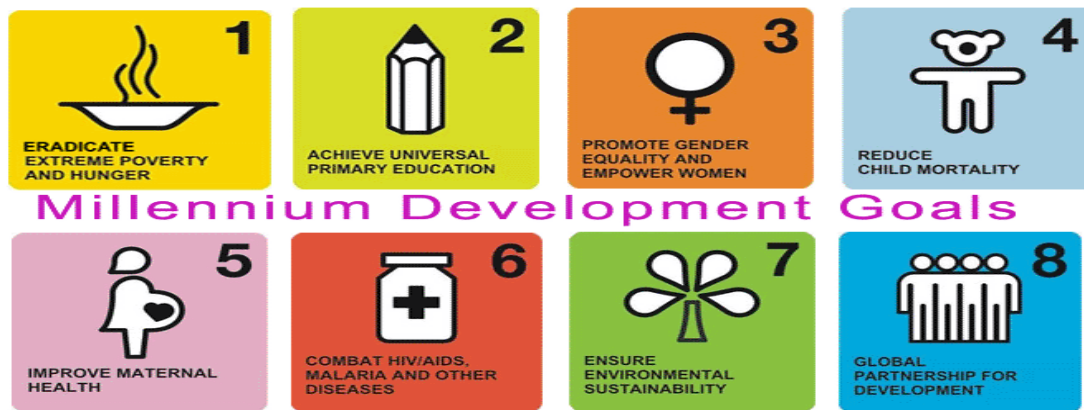 1
ERADICATE
EXTREME POVERTY
AND HUNGER
2
ACHIEVE UNIVERSAL
PRIMARY EDUCATION
3
PROMOTE GENDER
EQUALITY AND
EMPOWER WOMEN
4
REDUCE
CHILD MORTALITY
Millennium Development Goals
5
IMPROVE MATERNAL
HEALTH
6
COMBAT HIV/AIDS,
MALARIA AND OTHER
DISEASES
7
ENSURE
ENVIRONMENTAL
SUSTAINABILITY
8
GLOBAL
PARTNERSHIP FOR
DEVELOPMENT